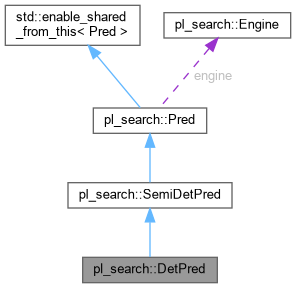 std::enable_shared
_from_this< Pred >
pl_search::Engine
engine
pl_search::Pred
pl_search::SemiDetPred
pl_search::DetPred